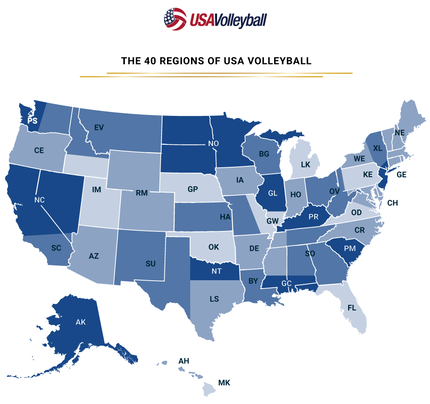 USAVolleyball
THE 40 REGIONS OF USA VOLLEYBALL
PS
EV
CE
NO
BG
LK
NE
XL
WE
KE
GE
IM
RM
GP
IA
GL
HO
OV
NC
HA
GW
PR
OD
CH
CR
SC
AZ
SU
OK
DE
SD
PM
NT
BY
GC
LS
FL
AK
AH
MK